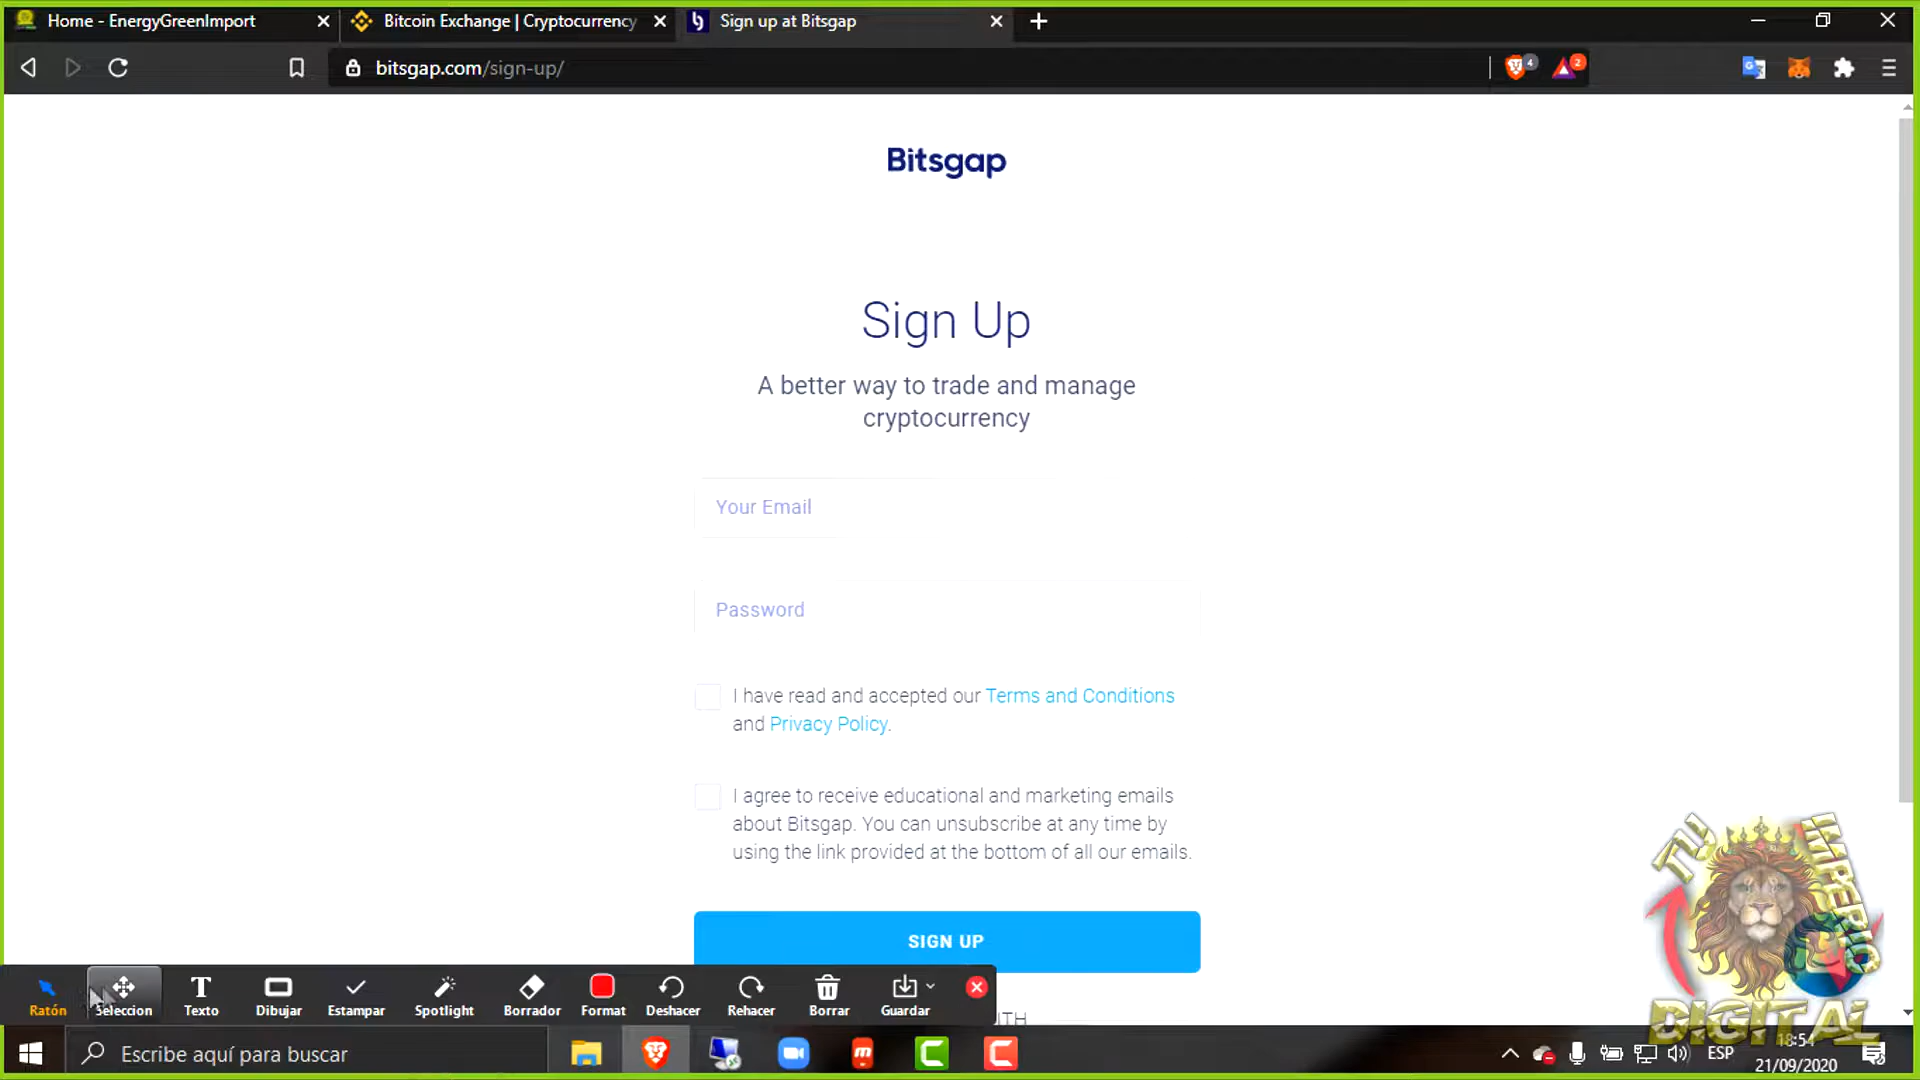 Home - EnergyGreenImport
Bitcoin Exchange | Cryptocurrency
Sign up at Bitsgap
bitsgap.com/sign-up/
4
2
Bitsgap
Sign Up
A better way to trade and manage
cryptocurrency
Your Email
Password
I have read and accepted our Terms and Conditions
and Privacy Policy.
I agree to receive educational and marketing emails
about Bitsgap. You can unsubscribe at any time by
using the link provided at the bottom of all our emails.
SIGN UP
TU
IMPERIO
DIGITAL
Ratón
Seleccion
Texto
Dibujar
Estampar
Spotlight
Borrador
Format
Deshacer
Rehacer
Borrar
Guardar
Escribe aquí para buscar
ESP
18:54
21/09/2020